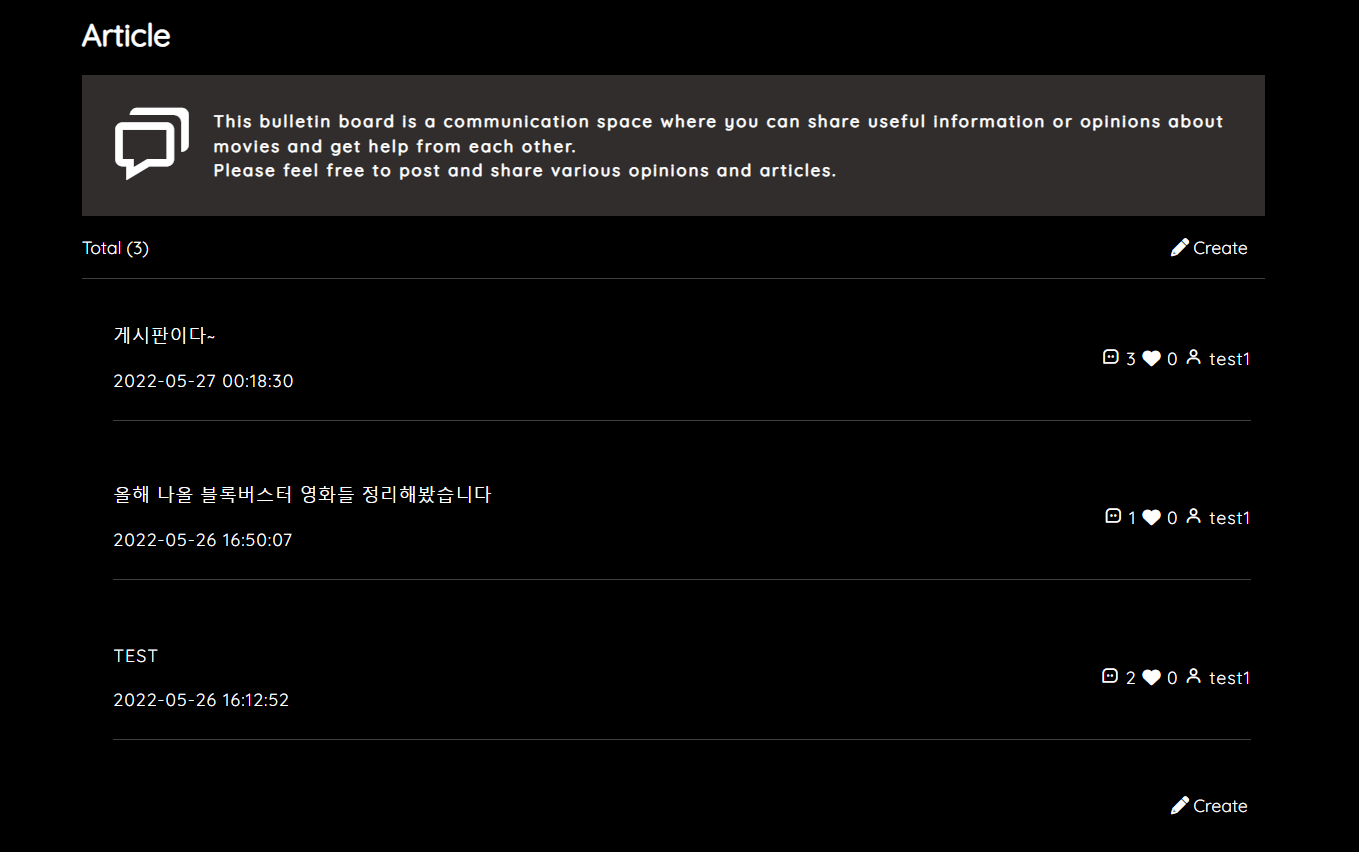 Article
This bulletin board is a communication space where you can share useful information or opinions about
movies and get help from each other.
Please feel free to post and share various opinions and articles.
Total (3)
Create
게시판이다~
3 0 test1
2022-05-27 00:18:30
올해 나올 블록버스터 영화들 정리해봤습니다
1 0 test1
2022-05-26 16:50:07
TEST
2 0 test1
2022-05-26 16:12:52
Create